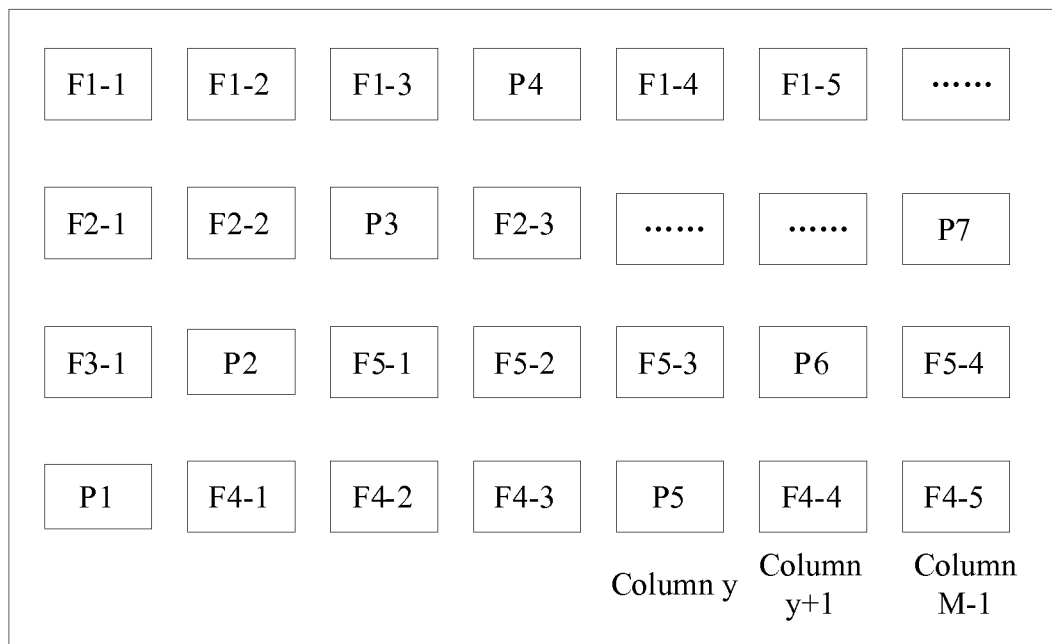 F1-1 F1-2 F1-3 P4 F1-4 F1-5 ……
F2-1 F2-2 P3 F2-3 …… …… P7
F3-1 P2 F5-1 F5-2 F5-3 P6 F5-4
P1 F4-1 F4-2 F4-3 P5 F4-4 F4-5
Column y
Column
y+1
Column
M-1